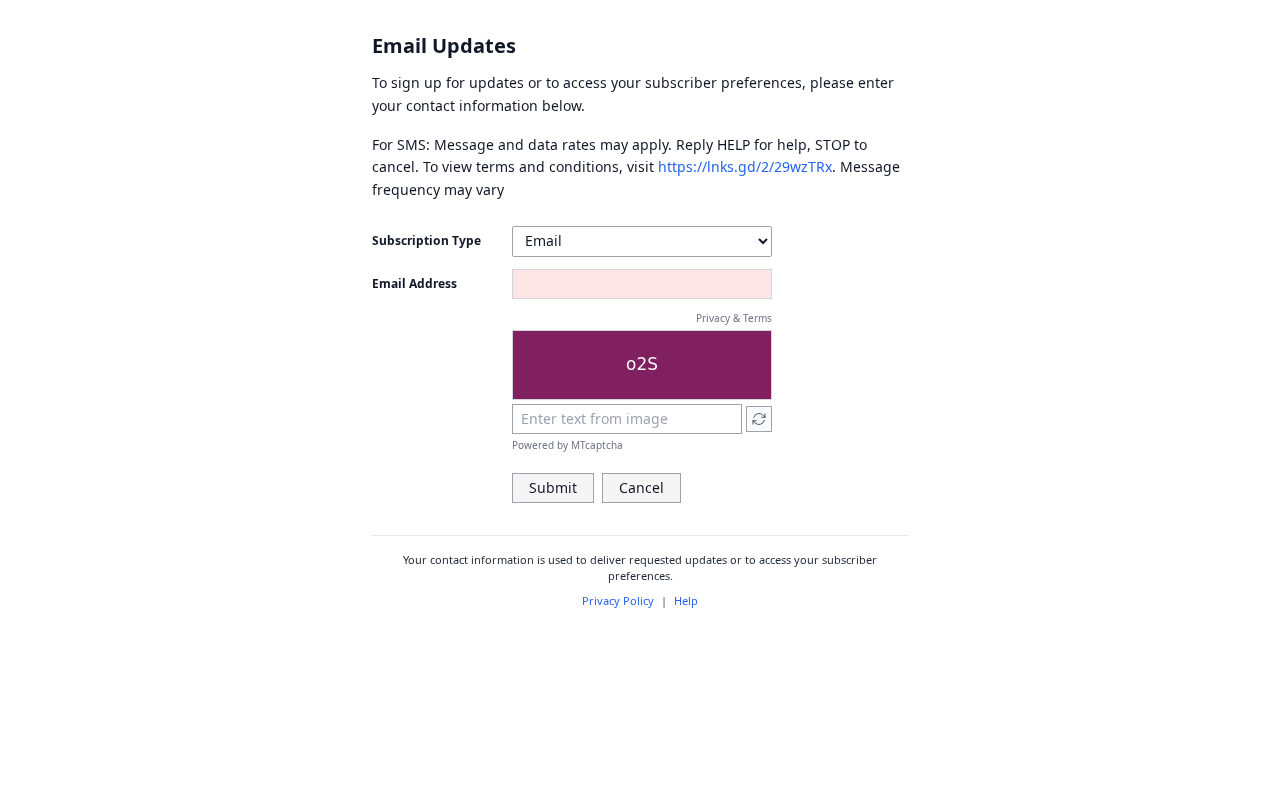 Email Updates
To sign up for updates or to access your subscriber preferences, please enter
your contact information below.
For SMS: Message and data rates may apply. Reply HELP for help, STOP to
cancel. To view terms and conditions, visit https://lnks.gd/2/29wzTRx. Message
frequency may vary
Subscription Type
Email
Email Address
Privacy & Terms
o2S
Enter text from image
Powered by MTcaptcha
Submit
Cancel
Your contact information is used to deliver requested updates or to access your subscriber
preferences.
Privacy Policy | Help